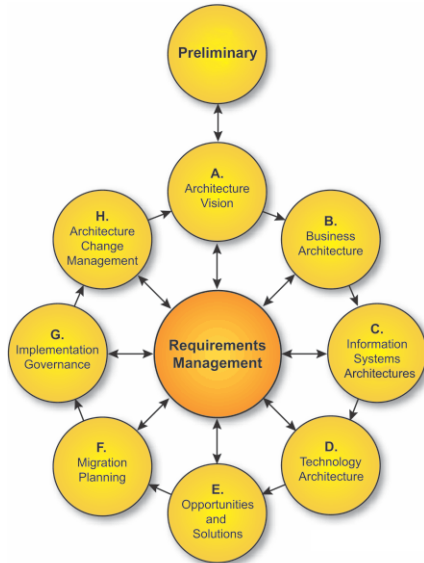 Preliminary
A.
Architecture
Vision
B.
Business
Architecture
C.
Information
Systems
Architectures
D.
Technology
Architecture
E.
Opportunities
and
Solutions
F.
Migration
Planning
G.
Implementation
Governance
H.
Architecture
Change
Management
Requirements
Management